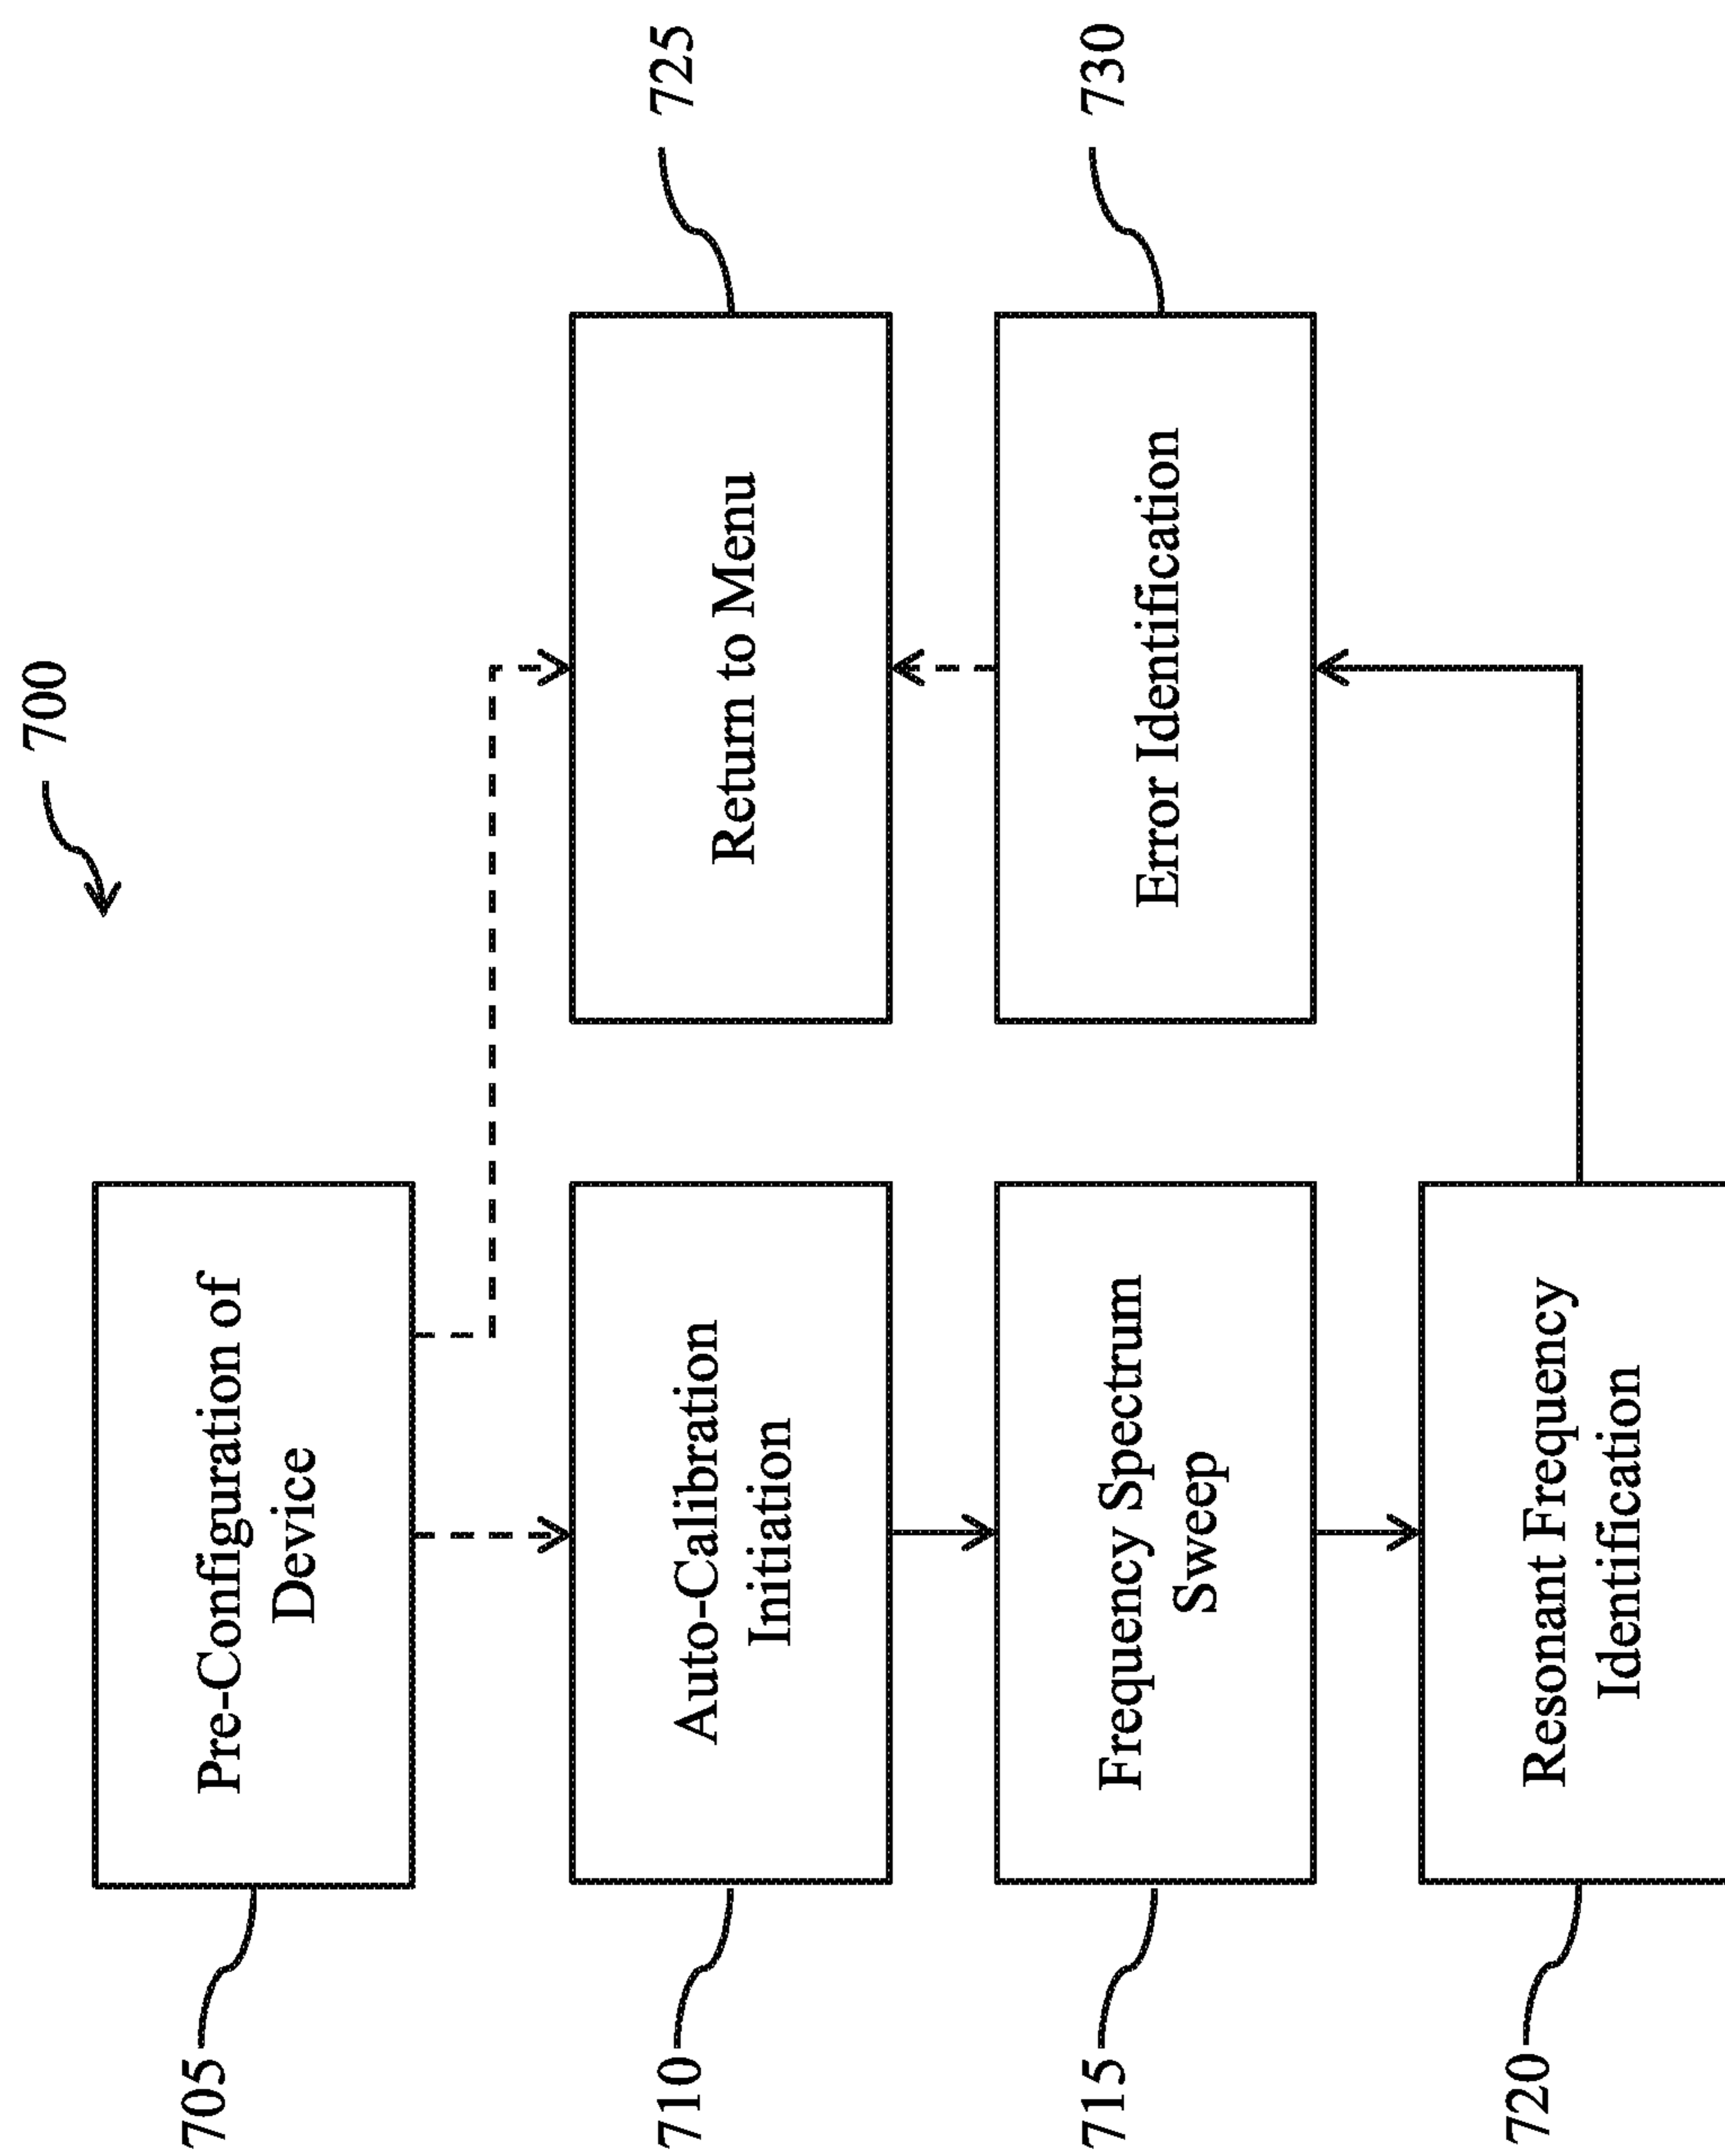 700
705
Pre-Configuration of
Device
710
Auto-Calibration
Initiation
715
Frequency Spectrum
Sweep
720
Resonant Frequency
Identification
Return to Menu
725
Error Identification
730